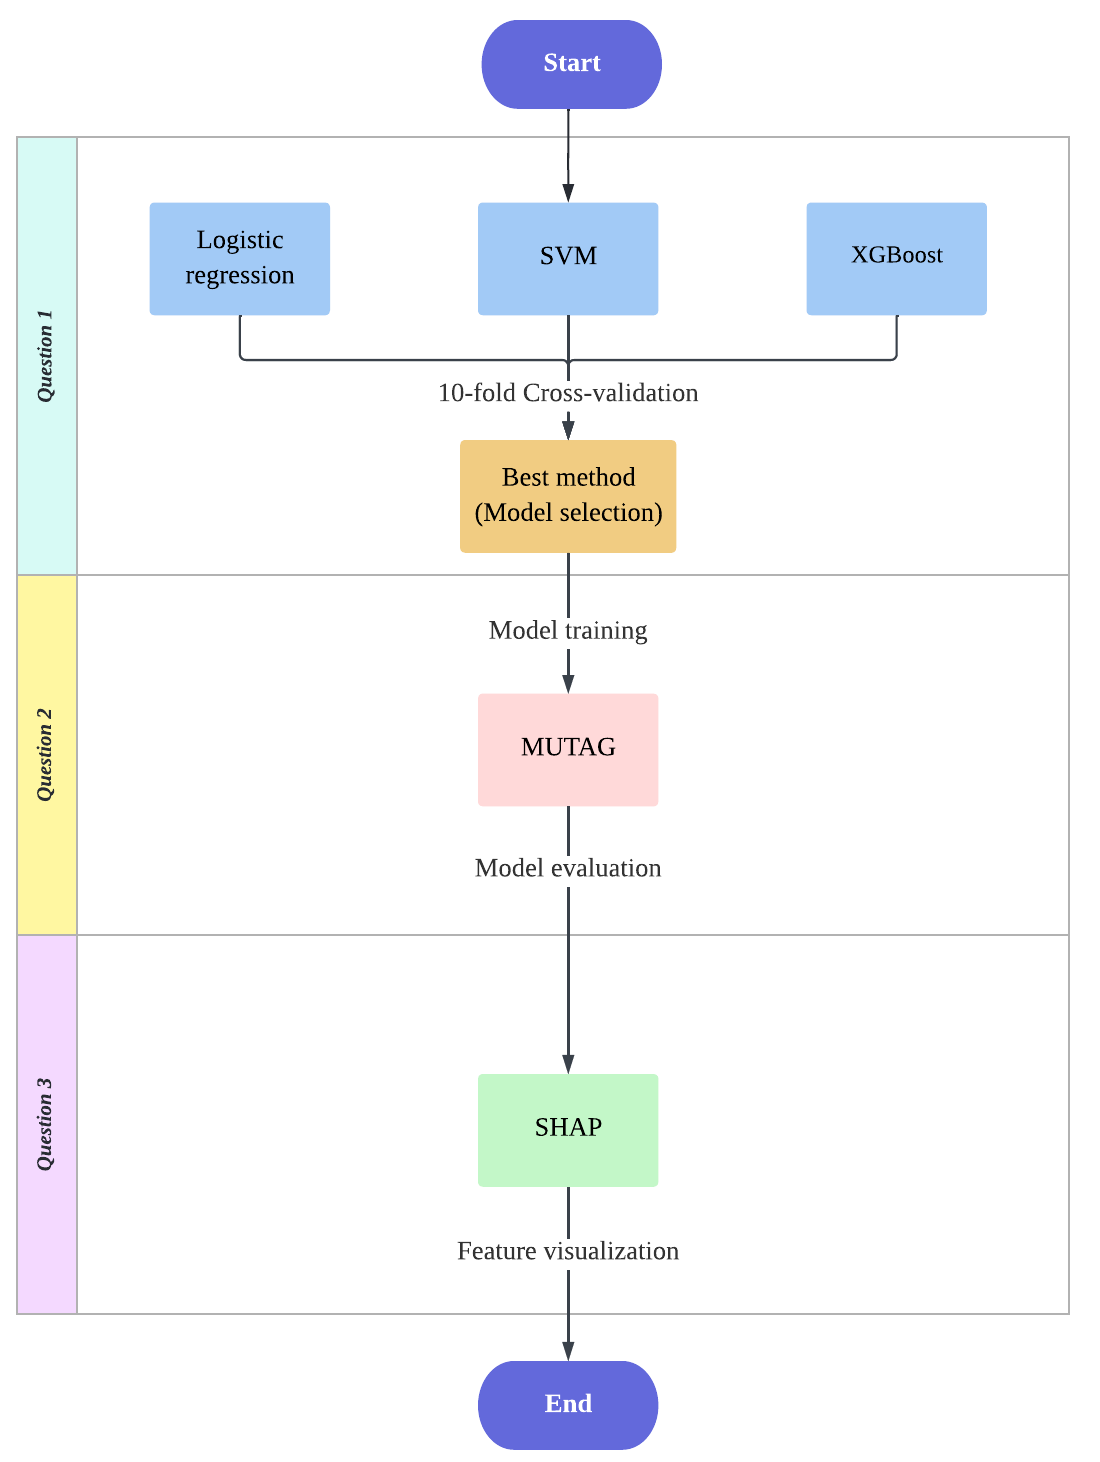 Start
Question 1
Logistic
regression
SVM
XGBoost
10-fold Cross-validation
Best method
(Model selection)
Question 2
Model training
MUTAG
Model evaluation
Question 3
SHAP
Feature visualization
End